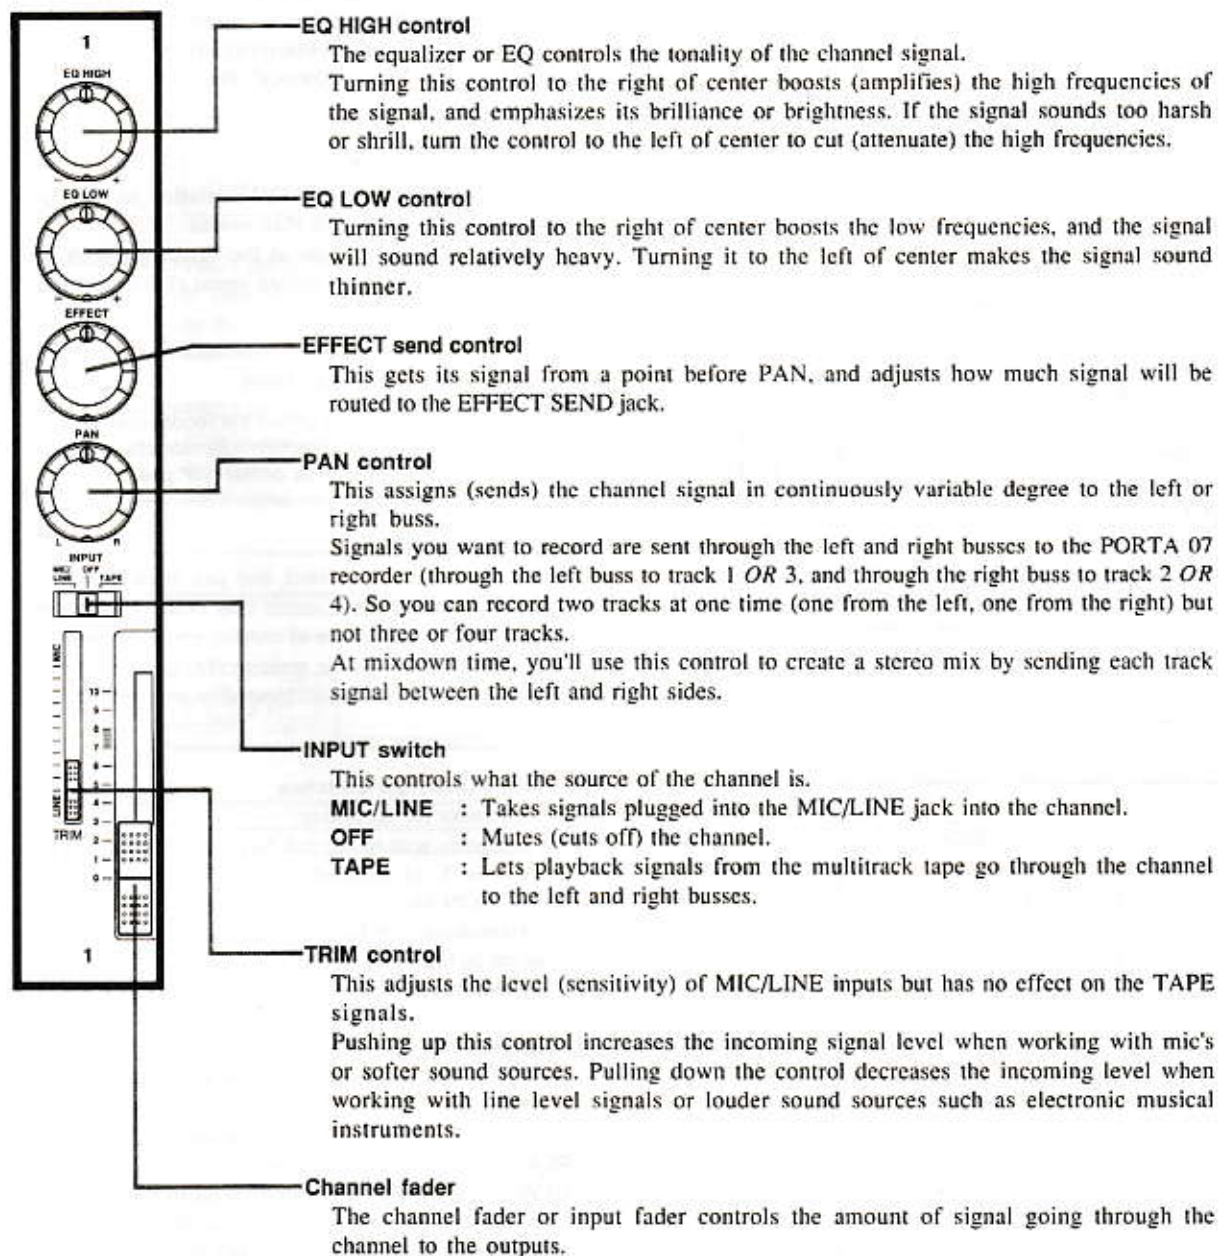 1
EQ HIGH
– +
EQ LOW
– +
EFFECT
PAN
L R
INPUT
MIC/
LINE OFF TAPE
MIC
LINE
TRIM
10
9
8
7
6
5
4
3
2
1
0
1
EQ HIGH control
The equalizer or EQ controls the tonality of the channel signal.
Turning this control to the right of center boosts (amplifies) the high frequencies of
the signal, and emphasizes its brilliance or brightness. If the signal sounds too harsh
or shrill, turn the control to the left of center to cut (attenuate) the high frequencies.
EQ LOW control
Turning this control to the right of center boosts the low frequencies, and the signal
will sound relatively heavy. Turning it to the left of center makes the signal sound
thinner.
EFFECT send control
This gets its signal from a point before PAN, and adjusts how much signal will be
routed to the EFFECT SEND jack.
PAN control
This assigns (sends) the channel signal in continuously variable degree to the left or
right buss.
Signals you want to record are sent through the left and right busses to the PORTA 07
recorder (through the left buss to track 1 OR 3, and through the right buss to track 2 OR
4). So you can record two tracks at one time (one from the left, one from the right) but
not three or four tracks.
At mixdown time, you'll use this control to create a stereo mix by sending each track
signal between the left and right sides.
INPUT switch
This controls what the source of the channel is.
MIC/LINE : Takes signals plugged into the MIC/LINE jack into the channel.
OFF : Mutes (cuts off) the channel.
TAPE : Lets playback signals from the multitrack tape go through the channel
to the left and right busses.
TRIM control
This adjusts the level (sensitivity) of MIC/LINE inputs but has no effect on the TAPE
signals.
Pushing up this control increases the incoming signal level when working with mic's
or softer sound sources. Pulling down the control decreases the incoming level when
working with line level signals or louder sound sources such as electronic musical
instruments.
Channel fader
The channel fader or input fader controls the amount of signal going through the
channel to the outputs.